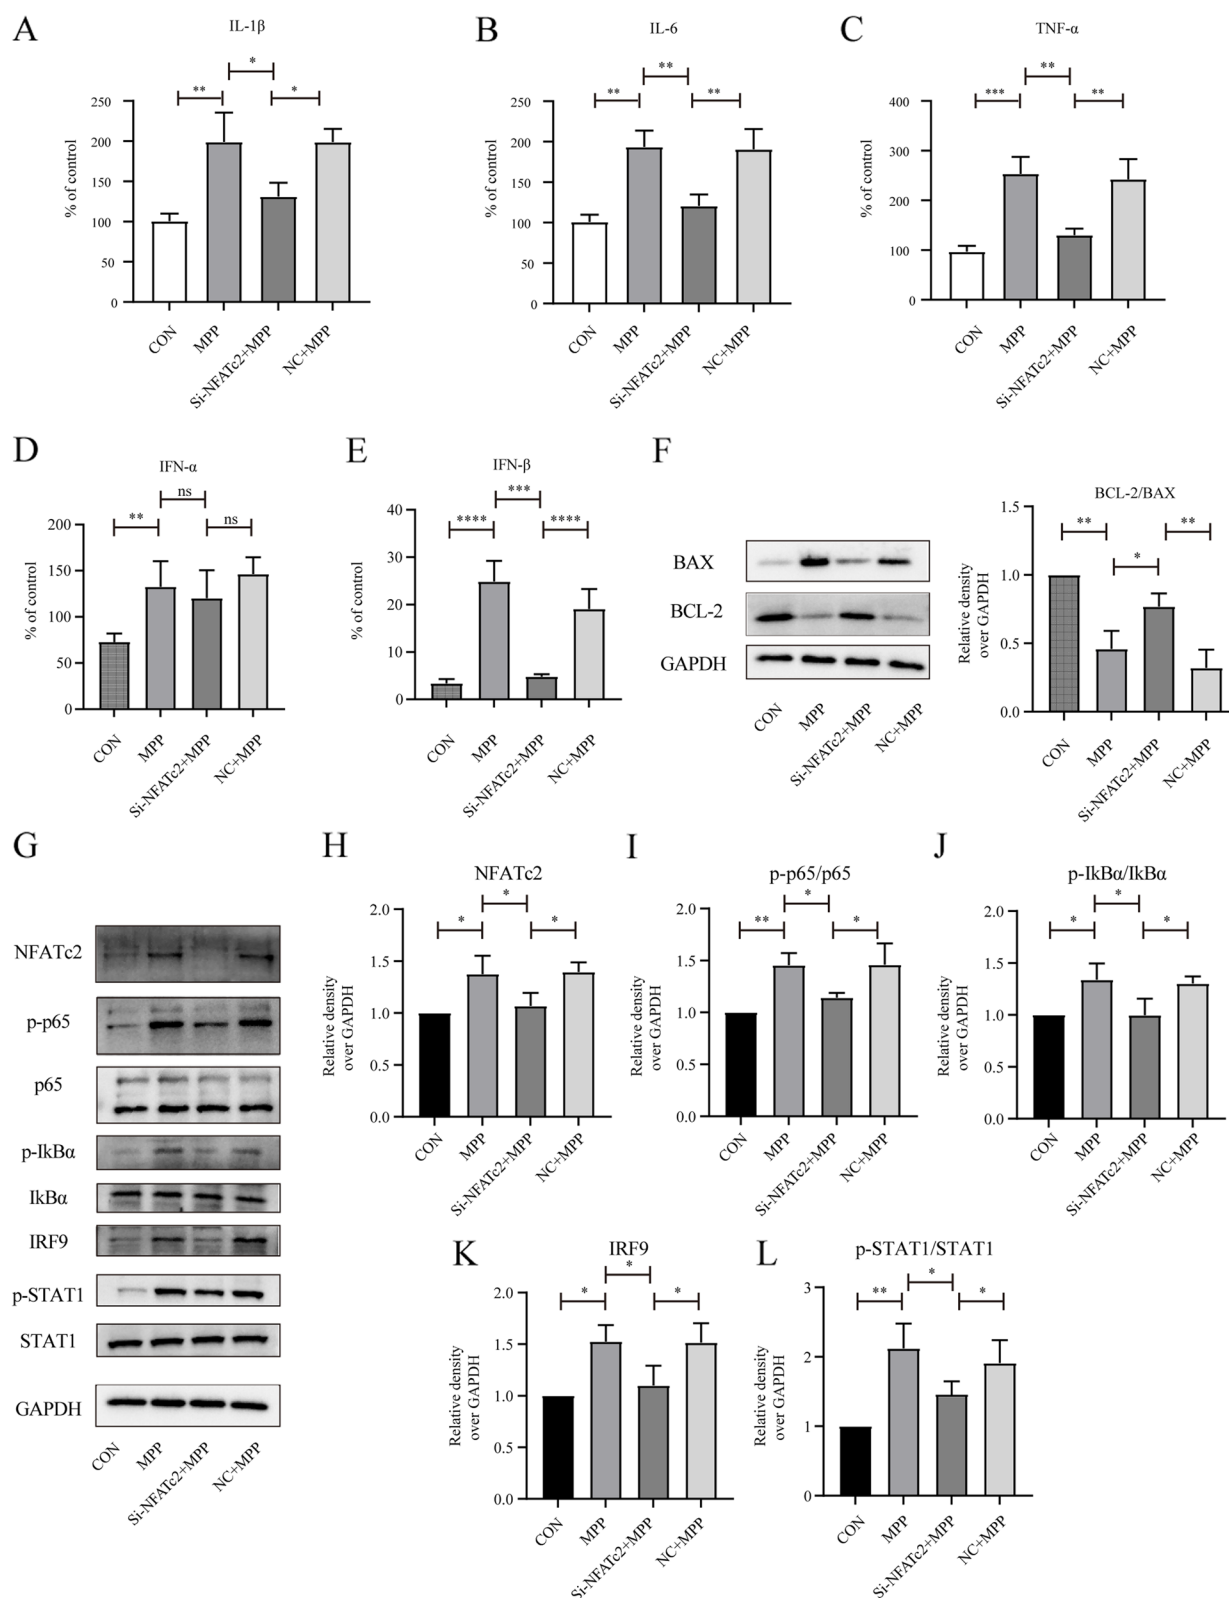 A
IL-1β
*
**
*
250
200
150
100
50
0
% of control
CON
MPP
Si-NFATc2+MPP
NC+MPP
B
IL-6
**
**
**
250
200
150
100
50
0
% of control
CON
MPP
Si-NFATc2+MPP
NC+MPP
C
TNF-α
**
***
**
400
300
200
100
0
% of control
CON
MPP
Si-NFATc2+MPP
NC+MPP
D
IFN-α
ns
**
ns
200
150
100
50
0
% of control
CON
MPP
Si-NFATc2+MPP
NC+MPP
E
IFN-β
***
****
****
40
30
20
10
0
% of control
CON
MPP
Si-NFATc2+MPP
NC+MPP
F
BAX
BCL-2
GAPDH
CON
MPP
Si-NFATc2+MPP
NC+MPP
BCL-2/BAX
**
**
*
1.5
1.0
0.5
0.0
Relative density
over GAPDH
CON
MPP
Si-NFATc2+MPP
NC+MPP
G
NFATc2
p-p65
p65
p-IkBα
IkBα
IRF9
p-STAT1
STAT1
GAPDH
CON
MPP
Si-NFATc2+MPP
NC+MPP
H
NFATc2
*
*
*
2.0
1.5
1.0
0.5
0.0
Relative density
over GAPDH
CON
MPP
Si-NFATc2+MPP
NC+MPP
I
p-p65/p65
*
**
*
2.0
1.5
1.0
0.5
0.0
Relative density
over GAPDH
CON
MPP
Si-NFATc2+MPP
NC+MPP
J
p-IkBα/IkBα
*
*
*
2.0
1.5
1.0
0.5
0.0
Relative density
over GAPDH
CON
MPP
Si-NFATc2+MPP
NC+MPP
K
IRF9
*
*
*
2.0
1.5
1.0
0.5
0.0
Relative density
over GAPDH
CON
MPP
Si-NFATc2+MPP
NC+MPP
L
p-STAT1/STAT1
*
**
*
3
2
1
0
Relative density
over GAPDH
CON
MPP
Si-NFATc2+MPP
NC+MPP